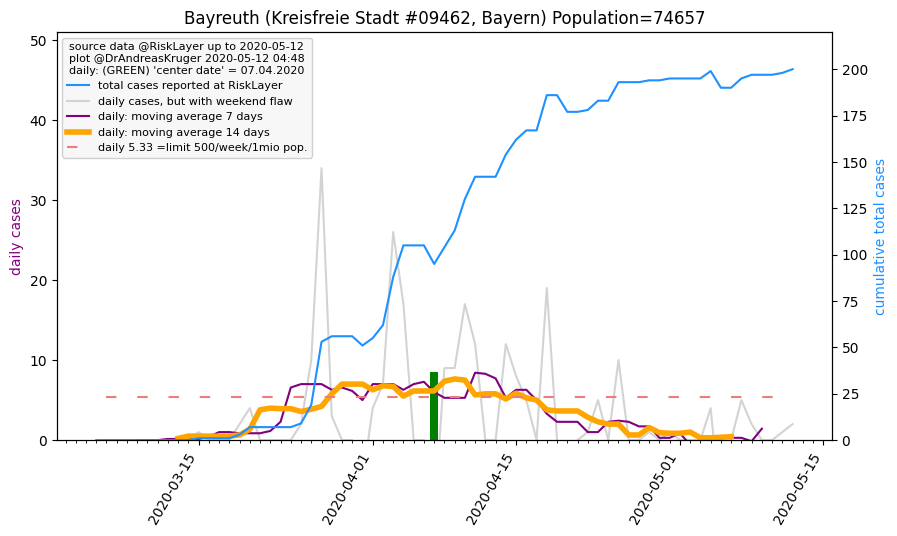 Bayreuth (Kreisfreie Stadt #09462, Bayern) Population=74657
source data @RiskLayer up to 2020-05-12
plot @DrAndreasKruger 2020-05-12 04:48
daily: (GREEN) 'center date' = 07.04.2020
total cases reported at RiskLayer
daily cases, but with weekend flaw
daily: moving average 7 days
daily: moving average 14 days
daily 5.33 =limit 500/week/1mio pop.
daily cases
50
40
30
20
10
0
cumulative total cases
200
175
150
125
100
75
50
25
0
2020-03-15
2020-04-01
2020-04-15
2020-05-01
2020-05-15